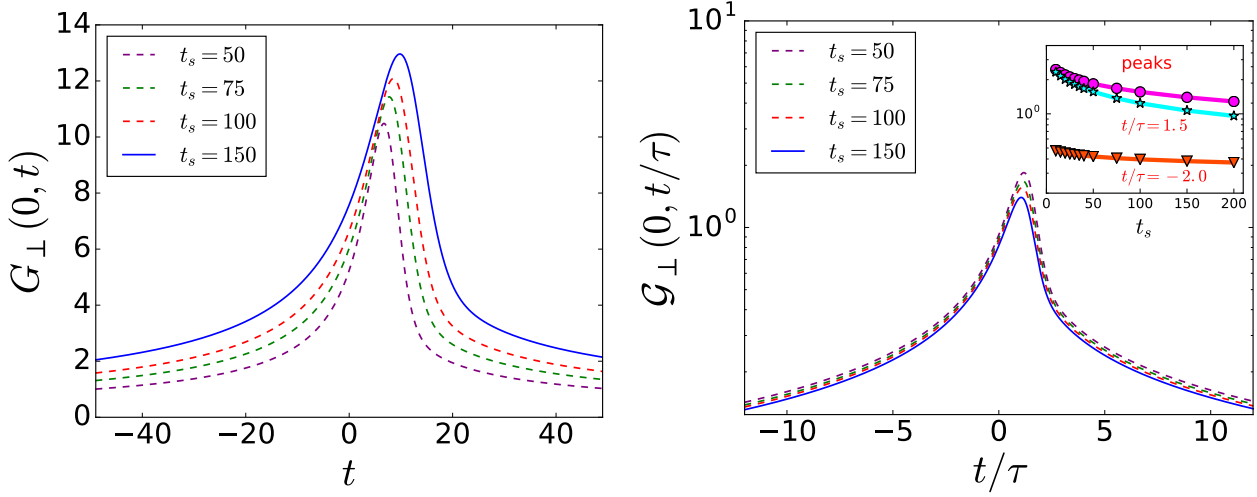 14
12
10
8
6
4
2
0
G⊥(0, t)
t_s = 50
t_s = 75
t_s = 100
t_s = 150
−40 −20 0 20 40
t
10^1
10^0
𝒢⊥(0, t/τ)
t_s = 50
t_s = 75
t_s = 100
t_s = 150
peaks
10^0
t/τ = 1.5
t/τ = −2.0
0 50 100 150 200
t_s
−10 −5 0 5 10
t/τ